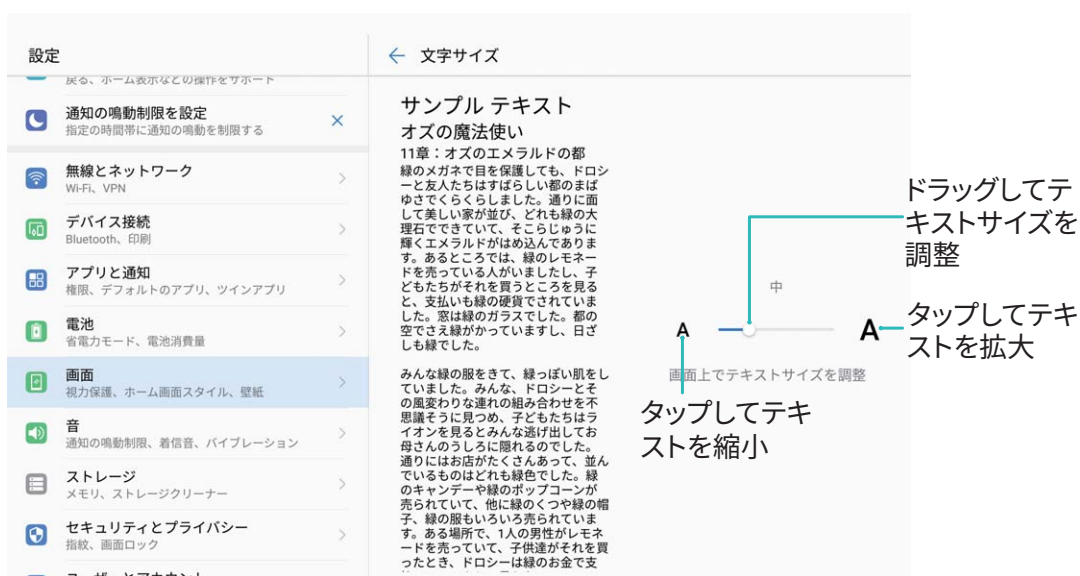 設定
戻る、ホーム表示などの操作をサポート
通知の鳴動制限を設定
指定の時間帯に通知の鳴動を制限する
無線とネットワーク
Wi-Fi、VPN
デバイス接続
Bluetooth、印刷
アプリと通知
権限、デフォルトのアプリ、ツインアプリ
電池
省電力モード、電池消費量
画面
視力保護、ホーム画面スタイル、壁紙
音
通知の鳴動制限、着信音、バイブレーション
ストレージ
メモリ、ストレージクリーナー
セキュリティとプライバシー
指紋、画面ロック
文字サイズ
サンプル テキスト
オズの魔法使い
11章：オズのエメラルドの都
緑のメガネで目を保護しても、ドロシ
ーと友人たちはすばらしい都のまば
ゆさでくらくらしました。通りに面
して美しい家が並び、どれも緑の大
理石でできていて、そこらじゅうに
輝くエメラルドがはめ込んでありま
す。あるところでは、緑のレモネー
ドを売っている人がいましたし、子
どもたちがそれを買うところを見る
と、支払いも緑の硬貨でされていま
した。窓は緑のガラスでした。都の
空でさえ緑がかっていますし、日ざ
しも緑でした。
みんな緑の服をきて、緑っぽい肌をし
ていました。みんな、ドロシーとそ
の風変わりな連れの組み合わせを不
思議そうに見つめ、子どもたちはラ
イオンを見るとみんな逃げ出してお
母さんのうしろに隠れるのでした。
通りにはお店がたくさんあって、並ん
でいるものはどれも緑色でした。緑
のキャンデーや緑のポップコーンが
売られていて、他に緑のくつや緑の帽
子、緑の服もいろいろ売られていま
す。ある場所で、1人の男性がレモネ
ードを売っていて、子供達がそれを買
ったとき、ドロシーは緑のお金で支
中
A
A
画面上でテキストサイズを調整
ドラッグしてテ
キストサイズを
調整
タップしてテキ
ストを拡大
タップしてテキ
ストを縮小